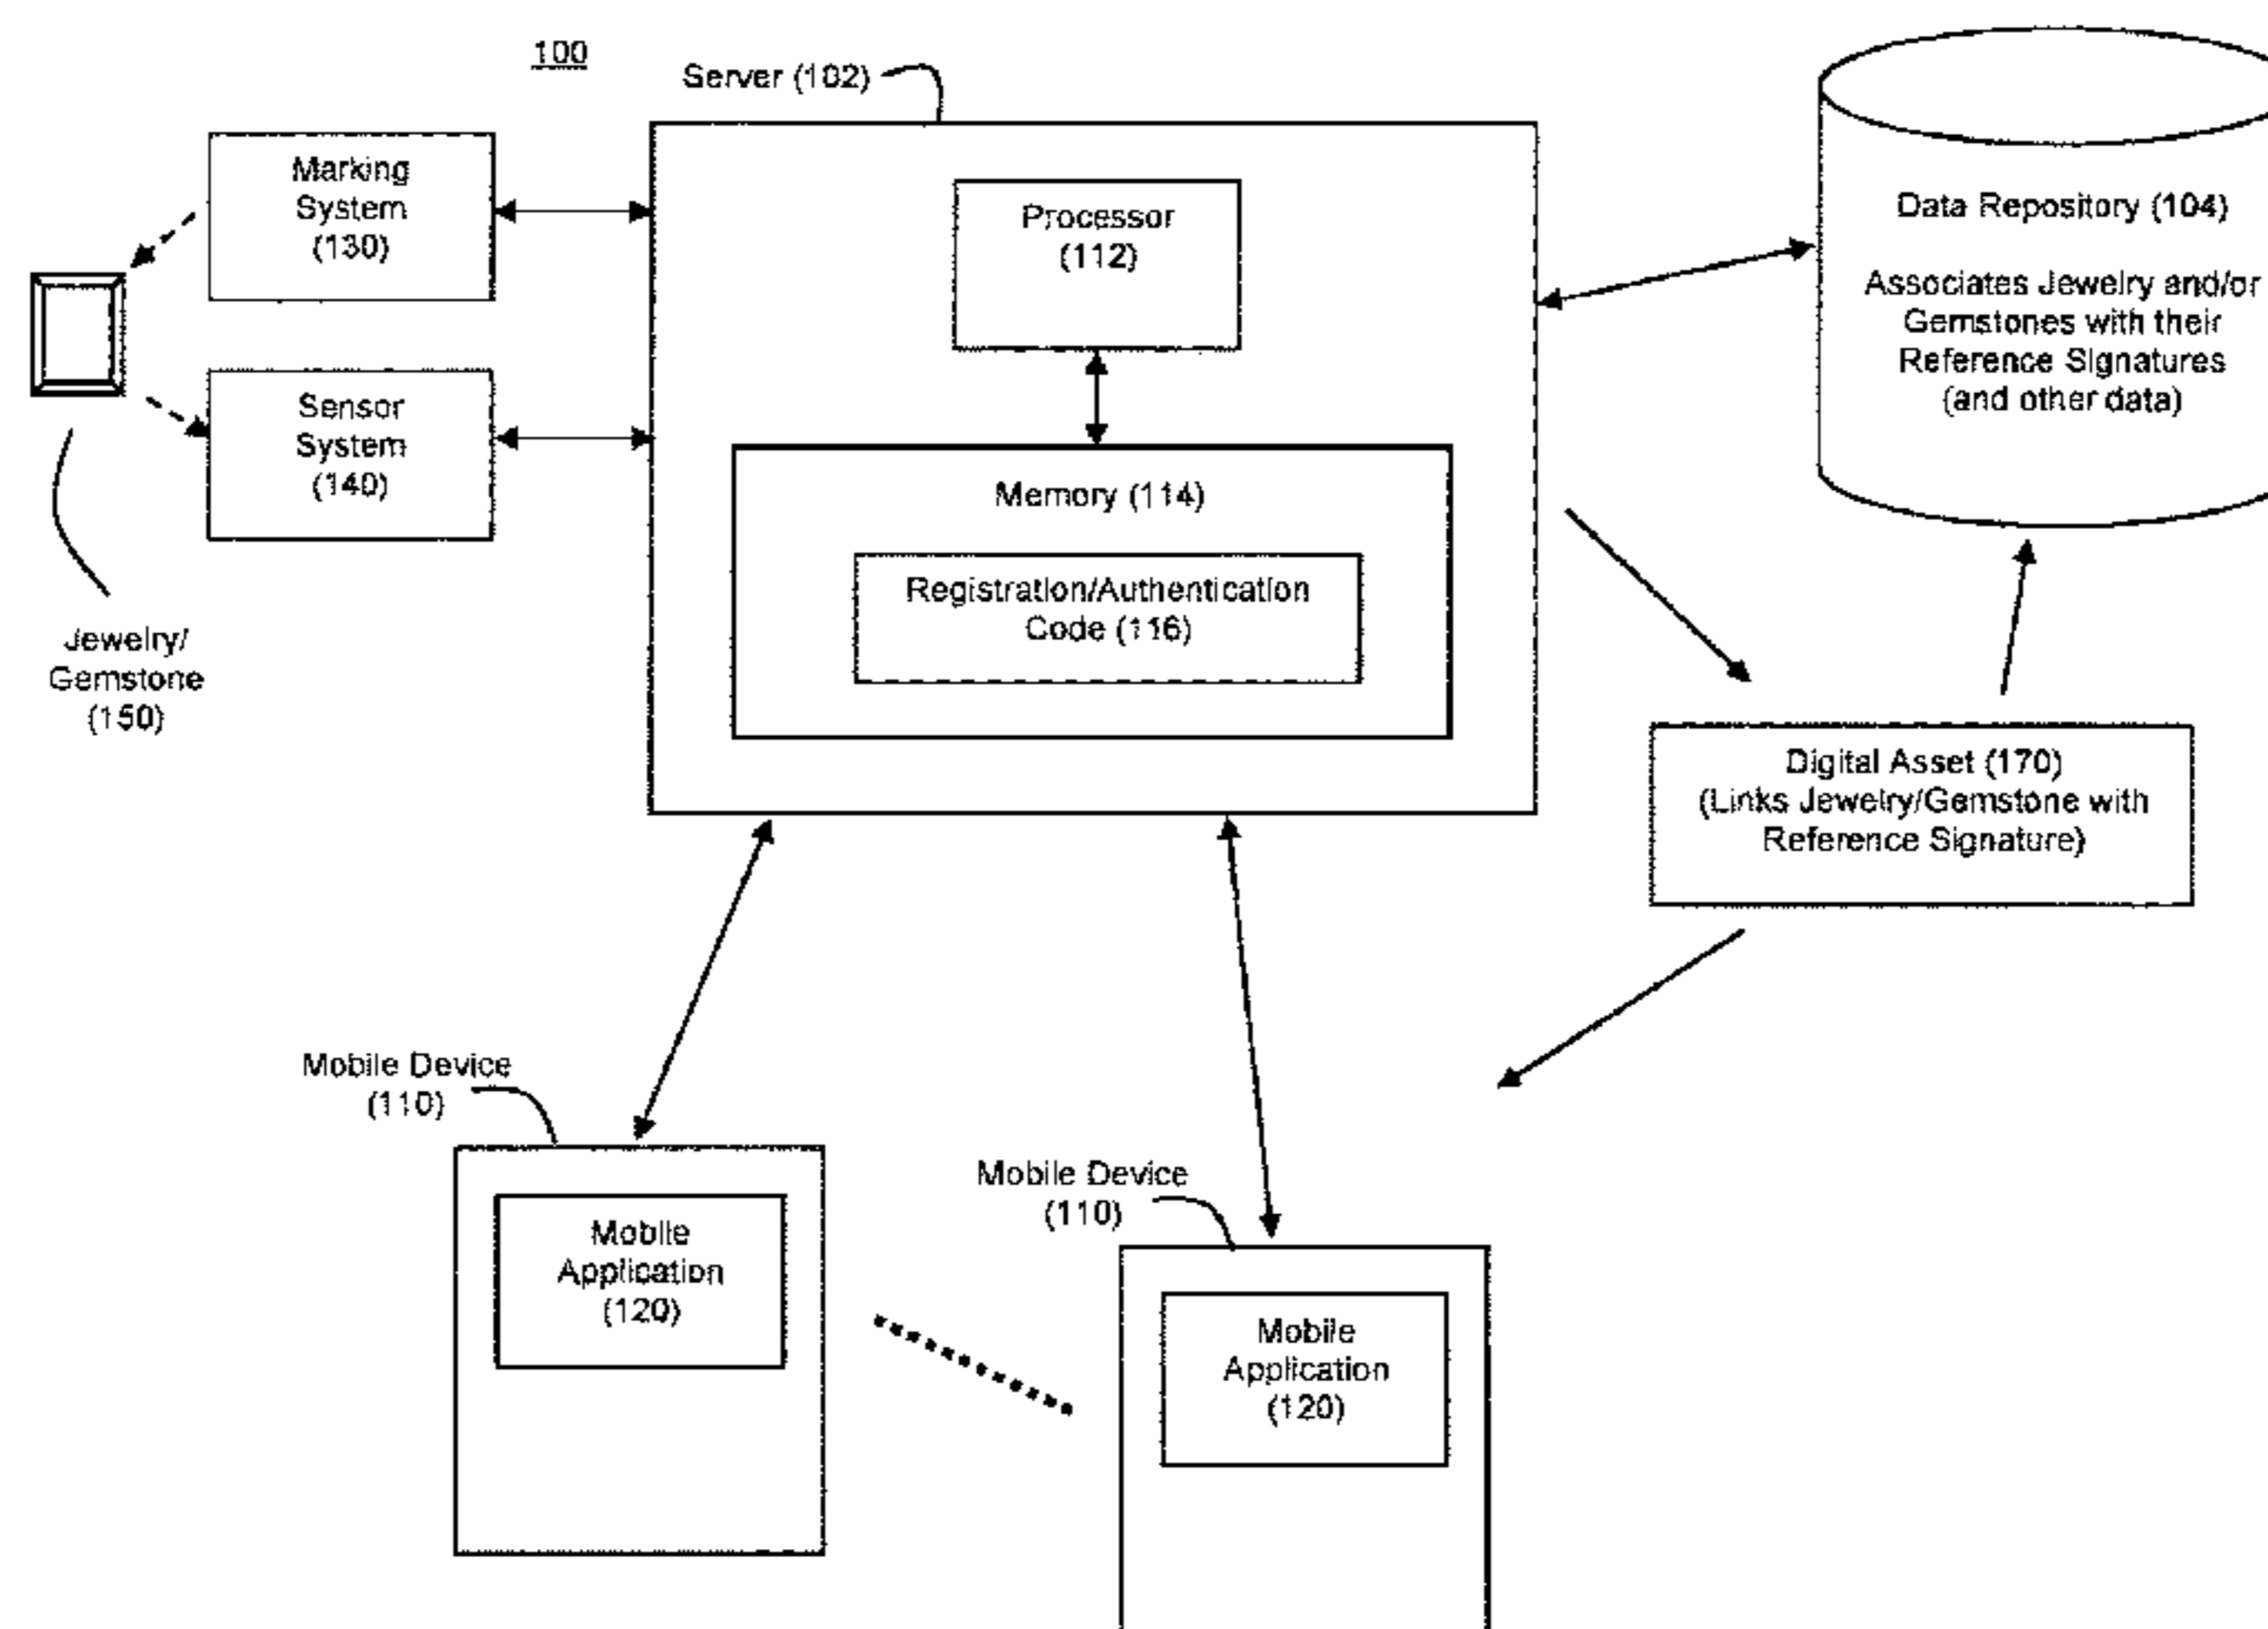 100
Server (102)
Marking
System
(130)
Processor
(112)
Data Repository (104)
Associates Jewelry and/or
Gemstones with their
Reference Signatures
(and other data)
Sensor
System
(140)
Memory (114)
Registration/Authentication
Code (116)
Jewelry/
Gemstone
(150)
Digital Asset (170)
(Links Jewelry/Gemstone with
Reference Signature)
Mobile Device
(110)
Mobile
Application
(120)
Mobile Device
(110)
Mobile
Application
(120)